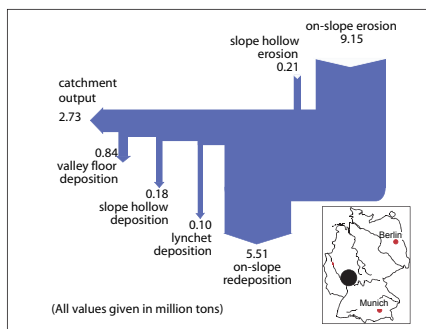 on-slope erosion
9.15
slope hollow
erosion
0.21
catchment
output
2.73
0.84
valley floor
deposition
0.18
slope hollow
deposition
0.10
lynchet
deposition
5.51
on-slope
redeposition
Berlin
Munich
(All values given in million tons)